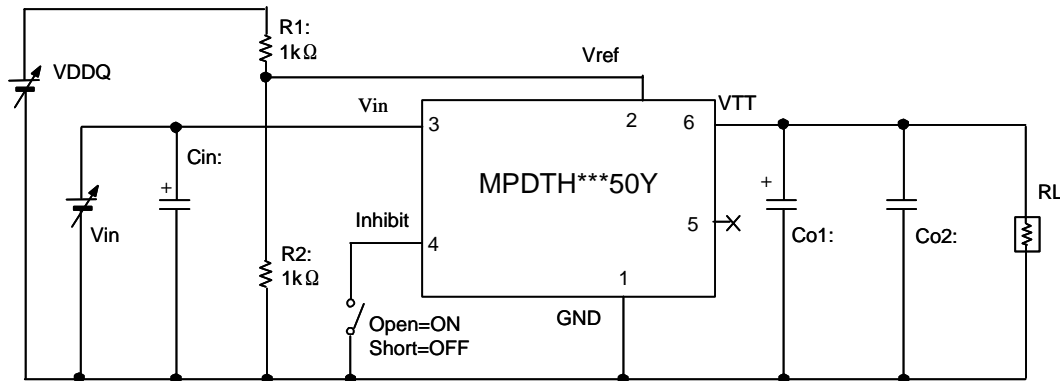 R1:
1kΩ
VDDQ
Vref
Vin
VTT
3
2
6
Cin:
+
MPDTH***50Y
+
RL
Vin
Inhibit
4
5
Co1:
Co2:
R2:
1kΩ
1
Open=ON
Short=OFF
GND